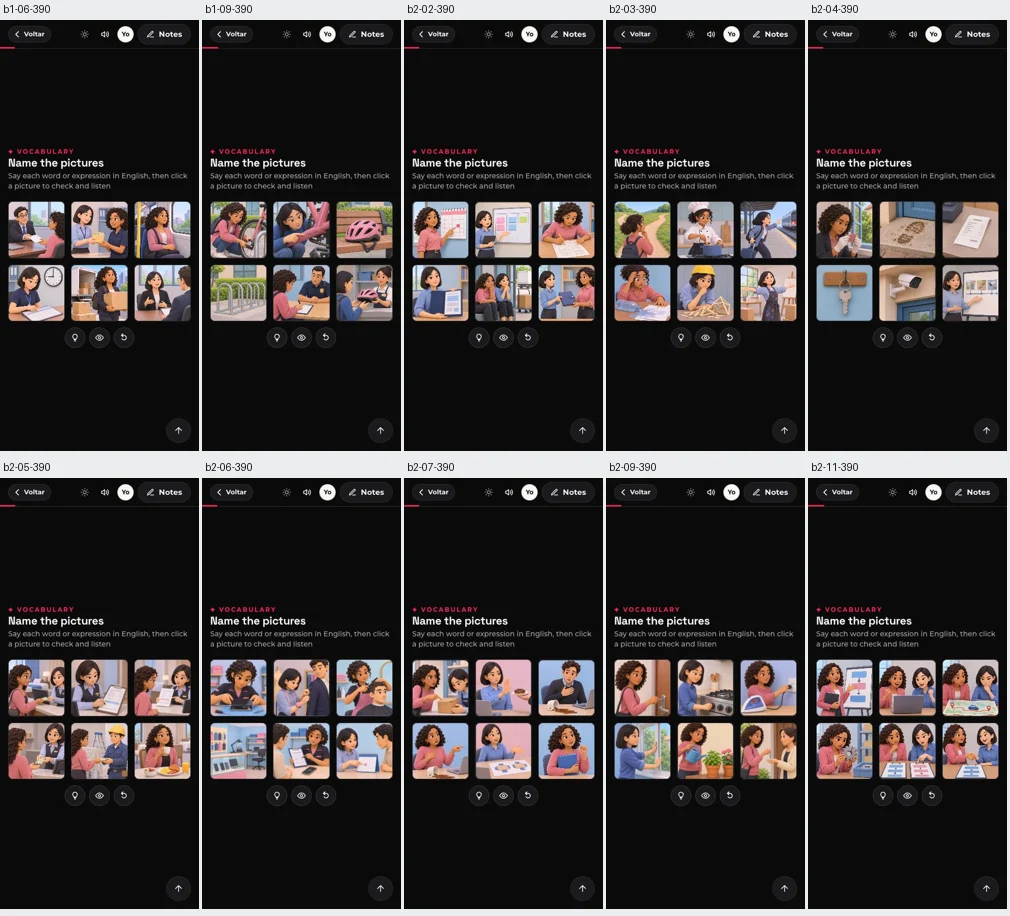 b1-06-390
Voltar
Yo
Notes
VOCABULARY
Name the pictures
Say each word or expression in English, then click
a picture to check and listen
b1-09-390
Voltar
Yo
Notes
VOCABULARY
Name the pictures
Say each word or expression in English, then click
a picture to check and listen
b2-02-390
Voltar
Yo
Notes
VOCABULARY
Name the pictures
Say each word or expression in English, then click
a picture to check and listen
b2-03-390
Voltar
Yo
Notes
VOCABULARY
Name the pictures
Say each word or expression in English, then click
a picture to check and listen
b2-04-390
Voltar
Yo
Notes
VOCABULARY
Name the pictures
Say each word or expression in English, then click
a picture to check and listen
b2-05-390
Voltar
Yo
Notes
VOCABULARY
Name the pictures
Say each word or expression in English, then click
a picture to check and listen
b2-06-390
Voltar
Yo
Notes
VOCABULARY
Name the pictures
Say each word or expression in English, then click
a picture to check and listen
b2-07-390
Voltar
Yo
Notes
VOCABULARY
Name the pictures
Say each word or expression in English, then click
a picture to check and listen
b2-09-390
Voltar
Yo
Notes
VOCABULARY
Name the pictures
Say each word or expression in English, then click
a picture to check and listen
b2-11-390
Voltar
Yo
Notes
VOCABULARY
Name the pictures
Say each word or expression in English, then click
a picture to check and listen